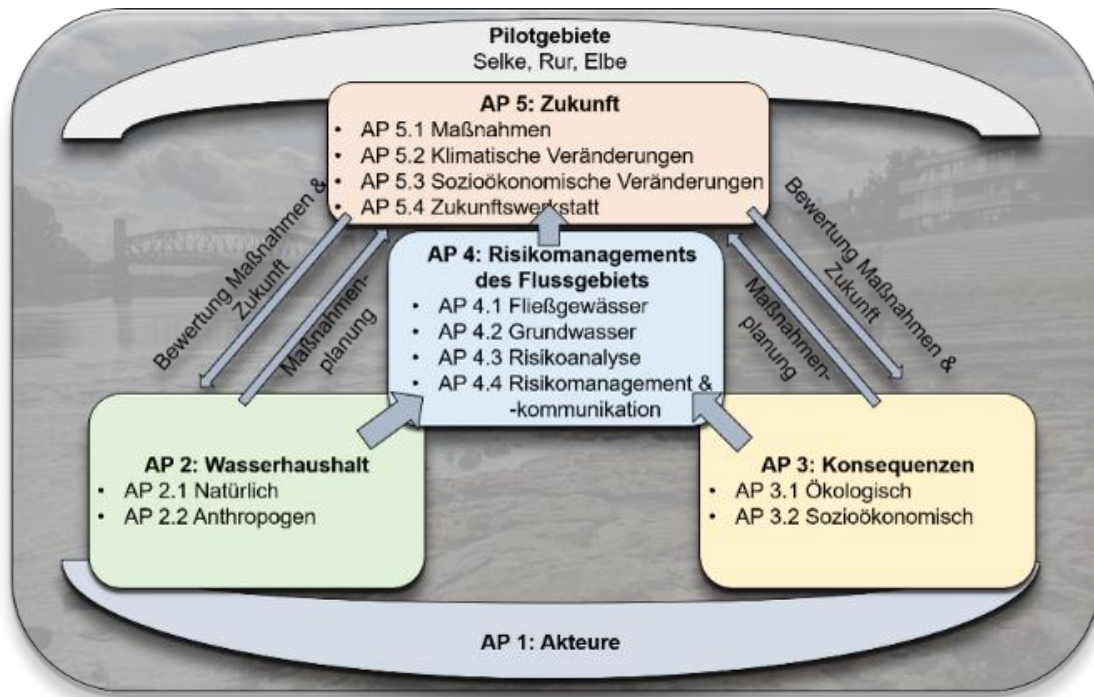 Pilotgebiete
Selke, Rur, Elbe
AP 5: Zukunft
• AP 5.1 Maßnahmen
• AP 5.2 Klimatische Veränderungen
• AP 5.3 Sozioökonomische Veränderungen
• AP 5.4 Zukunftswerkstatt
Bewertung Maßnahmen &
Zukunft
Maßnahmen-
planung
AP 4: Risikomanagements
des Flussgebiets
• AP 4.1 Fließgewässer
• AP 4.2 Grundwasser
• AP 4.3 Risikoanalyse
• AP 4.4 Risikomanagement &
-kommunikation
Bewertung Maßnahmen &
Zukunft
Maßnahmen-
planung
AP 2: Wasserhaushalt
• AP 2.1 Natürlich
• AP 2.2 Anthropogen
AP 3: Konsequenzen
• AP 3.1 Ökologisch
• AP 3.2 Sozioökonomisch
AP 1: Akteure